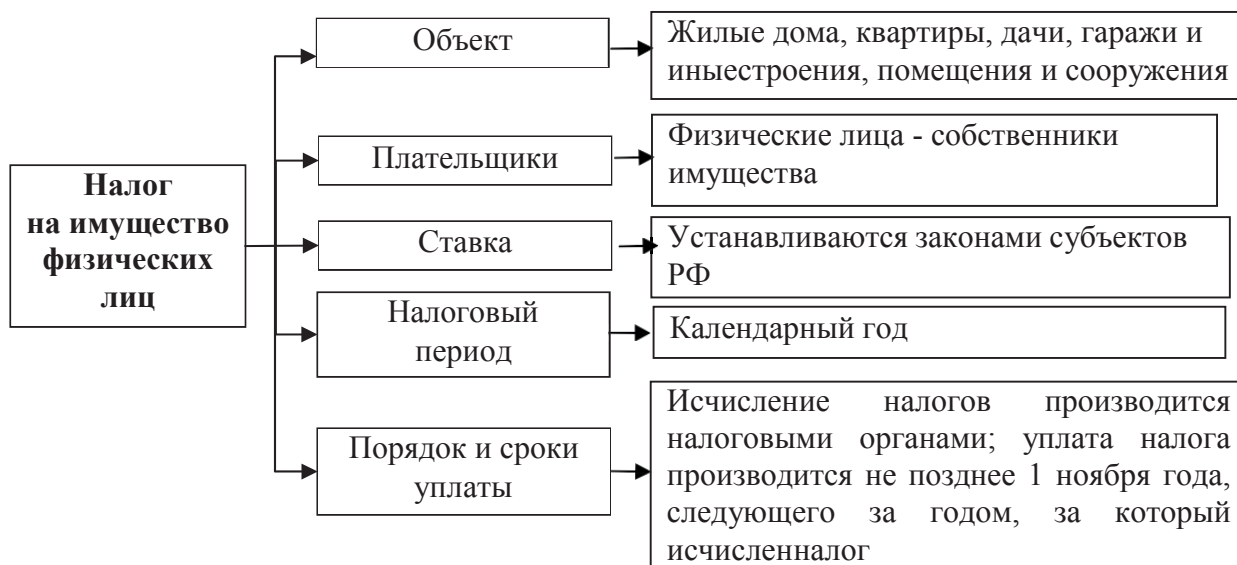 Налог
на имущество
физических
лиц
Объект
Жилые дома, квартиры, дачи, гаражи и
иныестроения, помещения и сооружения
Плательщики
Физические лица - собственники
имущества
Ставка
Устанавливаются законами субъектов
РФ
Налоговый
период
Календарный год
Порядок и сроки
уплаты
Исчисление налогов производится
налоговыми органами; уплата налога
производится не позднее 1 ноября года,
следующего за годом, за который
исчисленналог